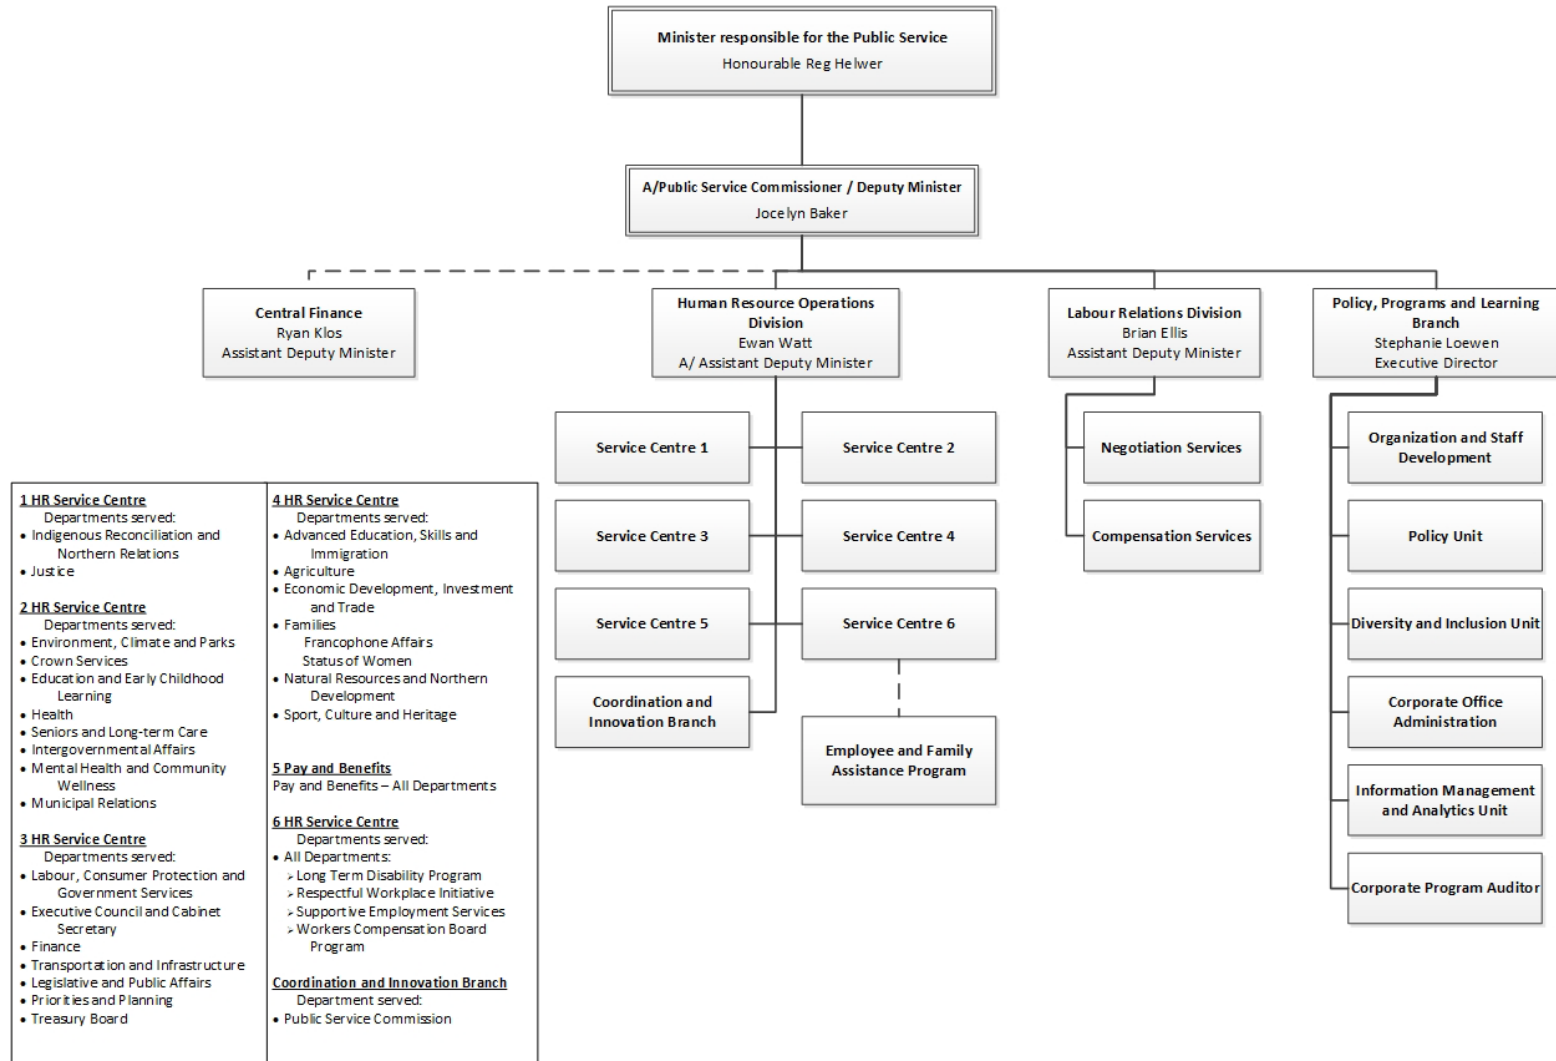 Minister responsible for the Public Service
Honourable Reg Helwer
A/Public Service Commissioner / Deputy Minister
Jocelyn Baker
Central Finance
Ryan Klos
Assistant Deputy Minister
Human Resource Operations
Division
Ewan Watt
A/ Assistant Deputy Minister
Labour Relations Division
Brian Ellis
Assistant Deputy Minister
Policy, Programs and Learning
Branch
Stephanie Loewen
Executive Director
Service Centre 1
Service Centre 2
Service Centre 3
Service Centre 4
Service Centre 5
Service Centre 6
Coordination and
Innovation Branch
Employee and Family
Assistance Program
Negotiation Services
Compensation Services
Organization and Staff
Development
Policy Unit
Diversity and Inclusion Unit
Corporate Office
Administration
Information Management
and Analytics Unit
Corporate Program Auditor
1 HR Service Centre
Departments served:
• Indigenous Reconciliation and
Northern Relations
• Justice
2 HR Service Centre
Departments served:
• Environment, Climate and Parks
• Crown Services
• Education and Early Childhood
Learning
• Health
• Seniors and Long-term Care
• Intergovernmental Affairs
• Mental Health and Community
Wellness
• Municipal Relations
3 HR Service Centre
Departments served:
• Labour, Consumer Protection and
Government Services
• Executive Council and Cabinet
Secretary
• Finance
• Transportation and Infrastructure
• Legislative and Public Affairs
• Priorities and Planning
• Treasury Board
4 HR Service Centre
Departments served:
• Advanced Education, Skills and
Immigration
• Agriculture
• Economic Development, Investment
and Trade
• Families
Francophone Affairs
Status of Women
• Natural Resources and Northern
Development
• Sport, Culture and Heritage
5 Pay and Benefits
Pay and Benefits – All Departments
6 HR Service Centre
Departments served:
• All Departments:
➢ Long Term Disability Program
➢ Respectful Workplace Initiative
➢ Supportive Employment Services
➢ Workers Compensation Board
Program
Coordination and Innovation Branch
Department served:
• Public Service Commission